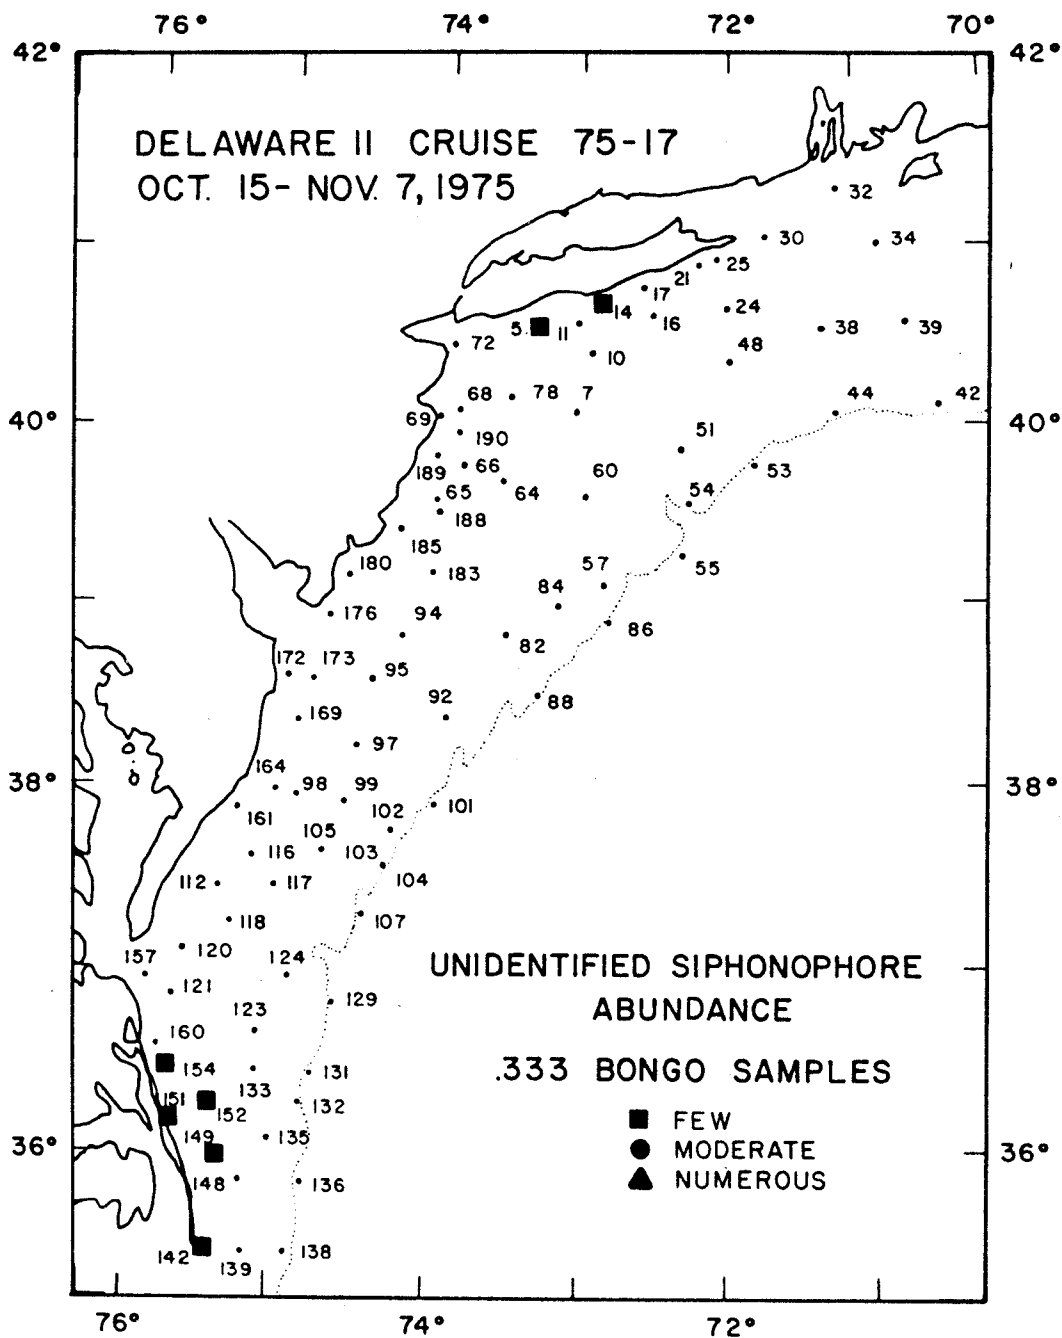 76° 74° 72° 70°
42° 42°
DELAWARE II CRUISE 75-17
OCT. 15- NOV. 7, 1975
32
30 34
21 25
17
14 16 24
5 11 38 39
72 10 48
68 78 7 44 42
69
40° 40°
190 51
189 66 60 53
65 64 54
188
185
180 183 57 55
84
176 94 86
82
172 173 95
92 88
169
97
164 98 99
38° 38°
161 102 101
105
116 103
112 117 104
118 107
120 124
157
UNIDENTIFIED SIPHONOPHORE
121 129
ABUNDANCE
123
160
154 133 131
.333 BONGO SAMPLES
151 152 132
FEW
149 135
36° 36°
MODERATE
148 136
NUMEROUS
142 139 138
76° 74° 72°